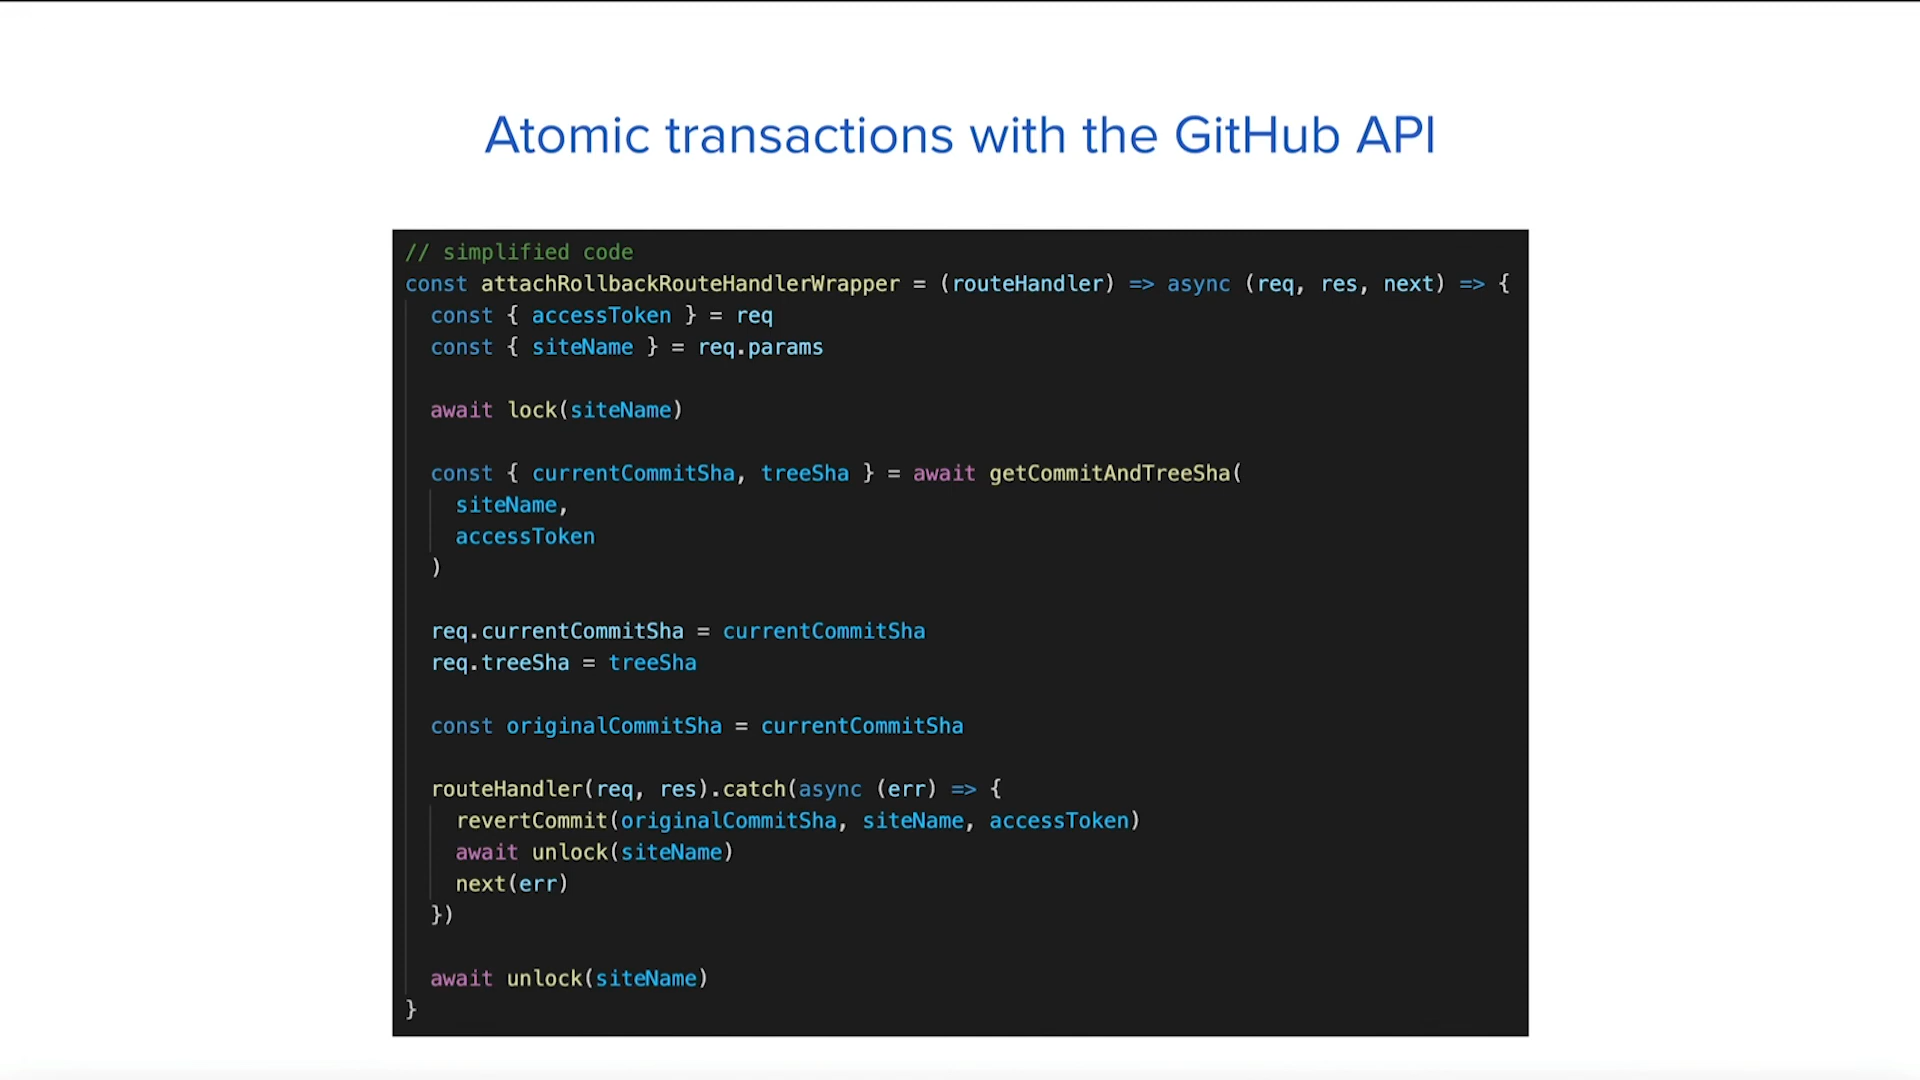 Atomic transactions with the GitHub API
// simplified code
const attachRollbackRouteHandlerWrapper = (routeHandler) => async (req, res, next) => {
  const { accessToken } = req
  const { siteName } = req.params

  await lock(siteName)

  const { currentCommitSha, treeSha } = await getCommitAndTreeSha(
    siteName,
    accessToken
  )

  req.currentCommitSha = currentCommitSha
  req.treeSha = treeSha

  const originalCommitSha = currentCommitSha

  routeHandler(req, res).catch(async (err) => {
    revertCommit(originalCommitSha, siteName, accessToken)
    await unlock(siteName)
    next(err)
  })

  await unlock(siteName)
}